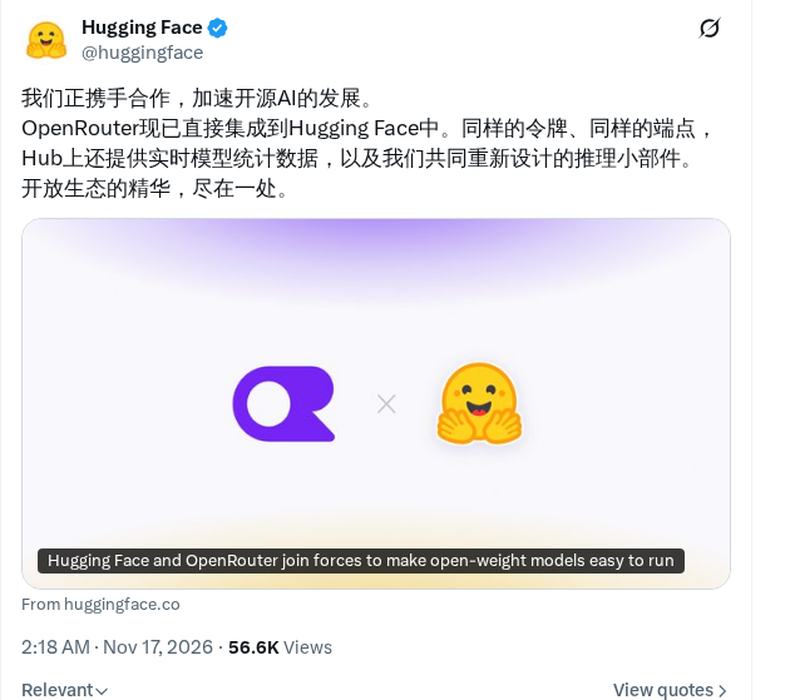 Hugging Face
@huggingface
我们正携手合作，加速开源AI的发展。
OpenRouter现已直接集成到Hugging Face中。同样的令牌、同样的端点，
Hub上还提供实时模型统计数据，以及我们共同重新设计的推理小部件。
开放生态的精华，尽在一处。
Hugging Face and OpenRouter join forces to make open-weight models easy to run
From huggingface.co
2:18 AM · Nov 17, 2026 · 56.6K Views
Relevant
View quotes